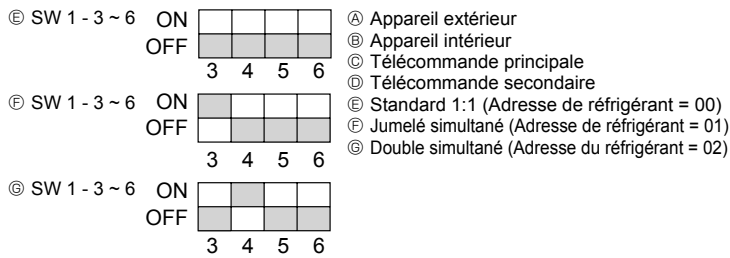 Ⓔ SW 1 - 3 ~ 6 ON
OFF
3 4 5 6
Ⓕ SW 1 - 3 ~ 6 ON
OFF
3 4 5 6
Ⓖ SW 1 - 3 ~ 6 ON
OFF
3 4 5 6
Ⓐ Appareil extérieur
Ⓑ Appareil intérieur
Ⓒ Télécommande principale
Ⓓ Télécommande secondaire
Ⓔ Standard 1:1 (Adresse de réfrigérant = 00)
Ⓕ Jumelé simultané (Adresse de réfrigérant = 01)
Ⓖ Double simultané (Adresse du réfrigérant = 02)